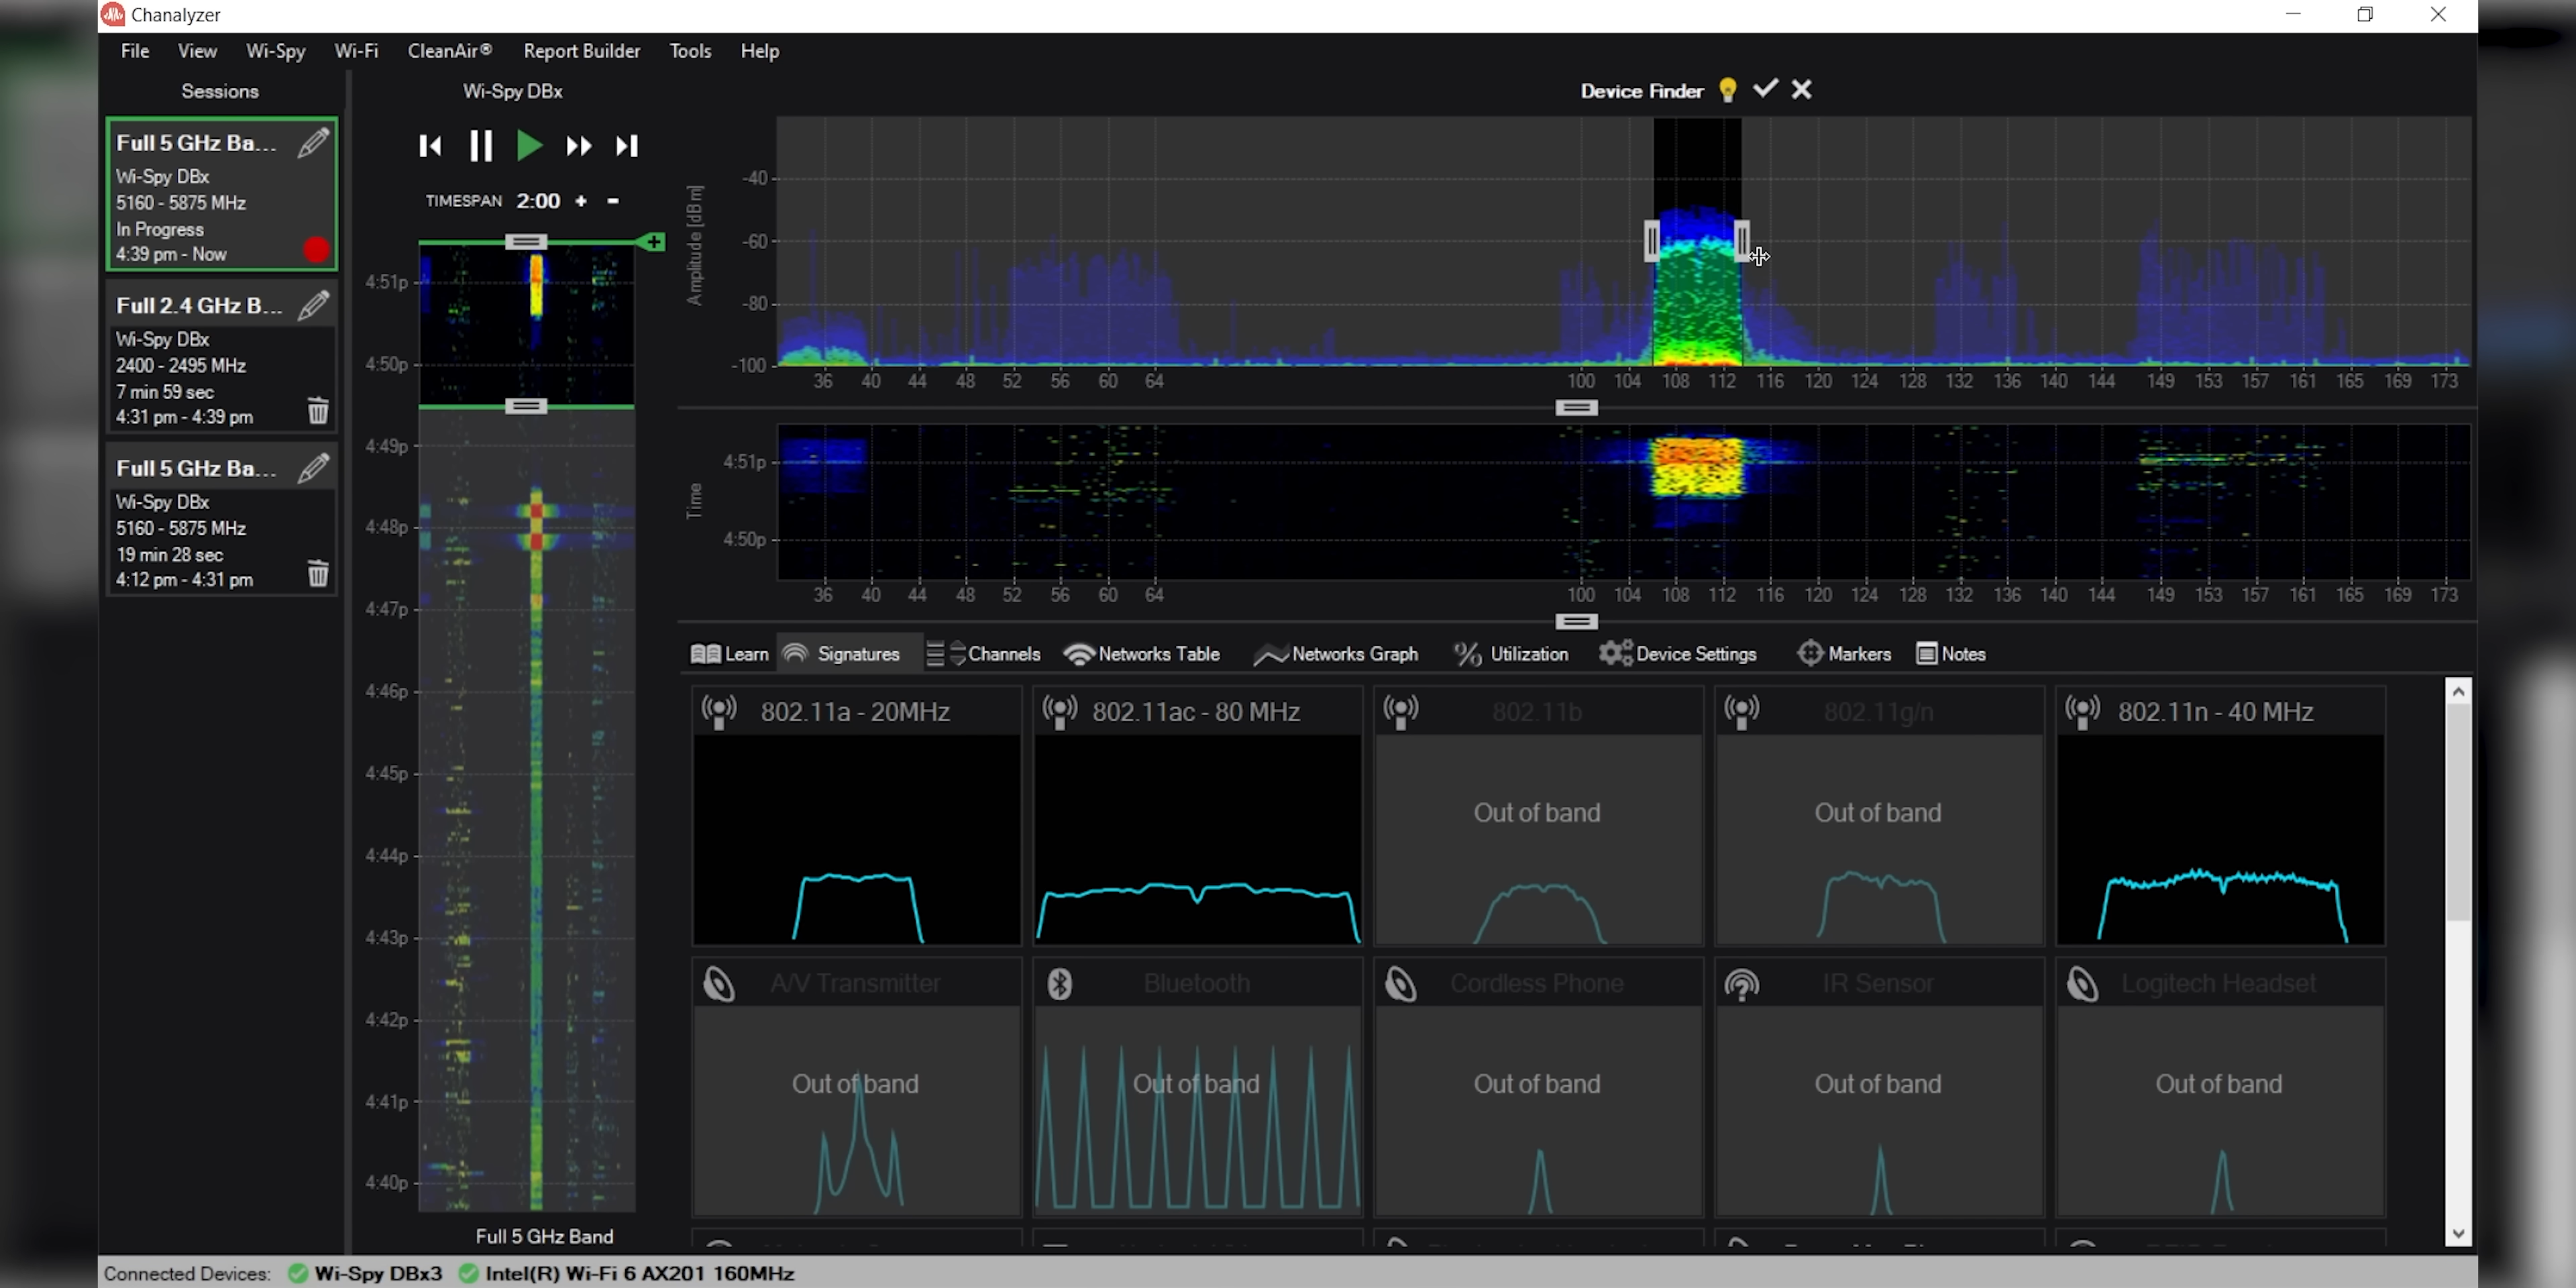 Chanalyzer
File View Wi-Spy Wi-Fi CleanAir® Report Builder Tools Help
Sessions
Full 5 GHz Ba...
Wi-Spy DBx
5160 - 5875 MHz
In Progress
4:39 pm - Now
Full 2.4 GHz B...
Wi-Spy DBx
2400 - 2495 MHz
7 min 59 sec
4:31 pm - 4:39 pm
Full 5 GHz Ba...
Wi-Spy DBx
5160 - 5875 MHz
19 min 28 sec
4:12 pm - 4:31 pm
Wi-Spy DBx
TIMESPAN 2:00 + -
4:51p
4:50p
4:49p
4:48p
4:47p
4:46p
4:45p
4:44p
4:43p
4:42p
4:41p
4:40p
Full 5 GHz Band
Device Finder
Amplitude [dBm]
-40
-60
-80
-100
36 40 44 48 52 56 60 64 100 104 108 112 116 120 124 128 132 136 140 144 149 153 157 161 165 169 173
Time
4:51p
4:50p
36 40 44 48 52 56 60 64 100 104 108 112 116 120 124 128 132 136 140 144 149 153 157 161 165 169 173
Learn Signatures Channels Networks Table Networks Graph Utilization Device Settings Markers Notes
802.11a - 20MHz
802.11ac - 80 MHz
802.11b
Out of band
802.11g/n
Out of band
802.11n - 40 MHz
A/V Transmitter
Out of band
Bluetooth
Out of band
Cordless Phone
Out of band
IR Sensor
Out of band
Logitech Headset
Out of band
Connected Devices: Wi-Spy DBx3 Intel(R) Wi-Fi 6 AX201 160MHz